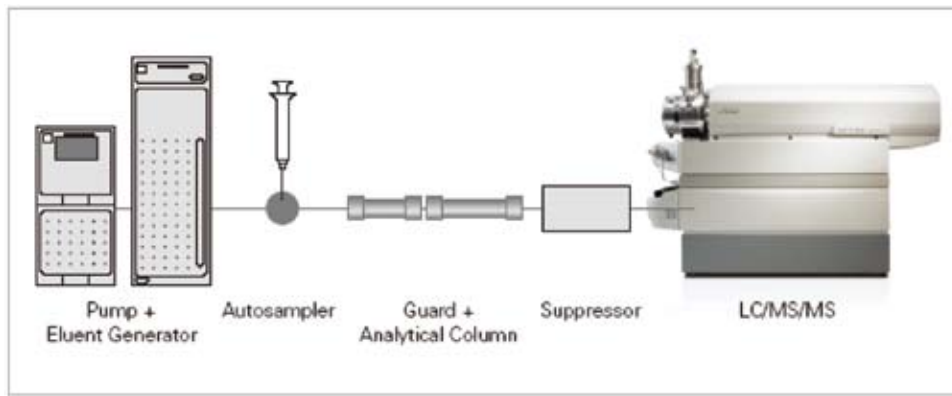 Pump +
Eluent Generator
Autosampler
Guard +
Analytical Column
Suppressor
LC/MS/MS